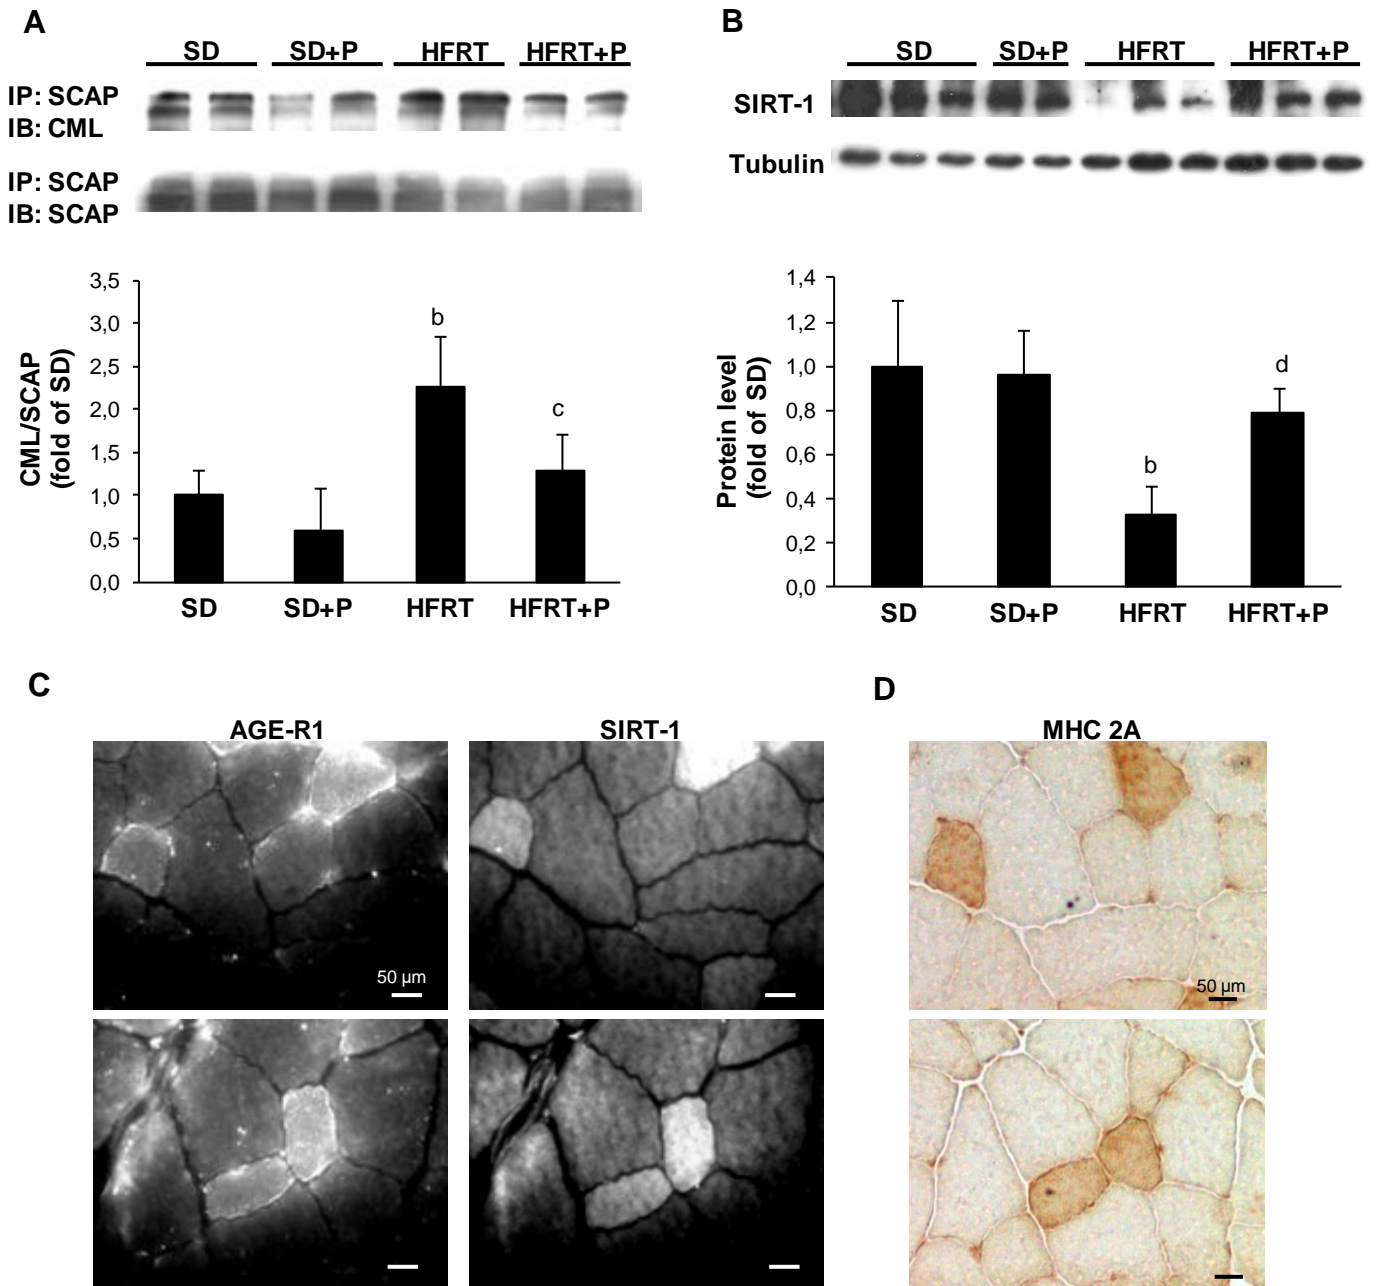 A
SD SD+P HFRT HFRT+P
IP: SCAP
IB: CML
IP: SCAP
IB: SCAP
CML/SCAP
(fold of SD)
3,5
3,0
2,5
2,0
1,5
1,0
0,5
0,0
b
c
SD SD+P HFRT HFRT+P
B
SD SD+P HFRT HFRT+P
SIRT-1
Tubulin
Protein level
(fold of SD)
1,4
1,2
1,0
0,8
0,6
0,4
0,2
0,0
b
d
SD SD+P HFRT HFRT+P
C
AGE-R1 SIRT-1
50 µm
D
MHC 2A
50 µm